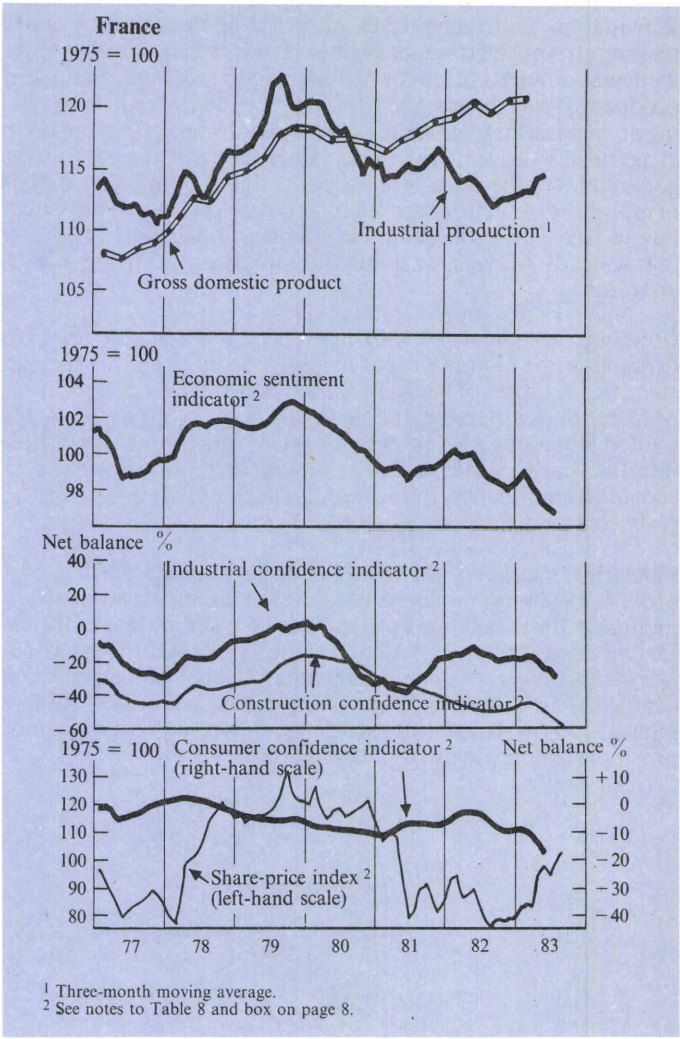 France
1975 = 100
120
115
110
105
Industrial production 1
Gross domestic product
1975 = 100
104
102
100
98
Economic sentiment
indicator 2
Net balance %
40
20
0
−20
−40
−60
Industrial confidence indicator 2
Construction confidence indicator 2
1975 = 100 Consumer confidence indicator 2 Net balance %
(right-hand scale)
130 +10
120 0
110 −10
100 −20
90 −30
80 −40
Share-price index 2
(left-hand scale)
77 78 79 80 81 82 83
1 Three-month moving average.
2 See notes to Table 8 and box on page 8.